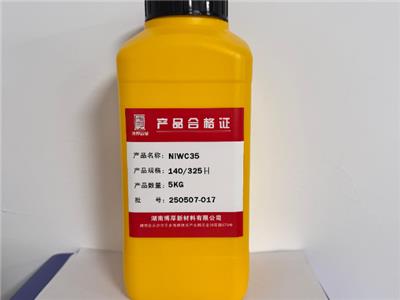 产品合格证
产品名称: NIWC35
产品规格: 140/325目
产品数量: 5KG
批 号: 250507-017
湖南博厚新材料有限公司